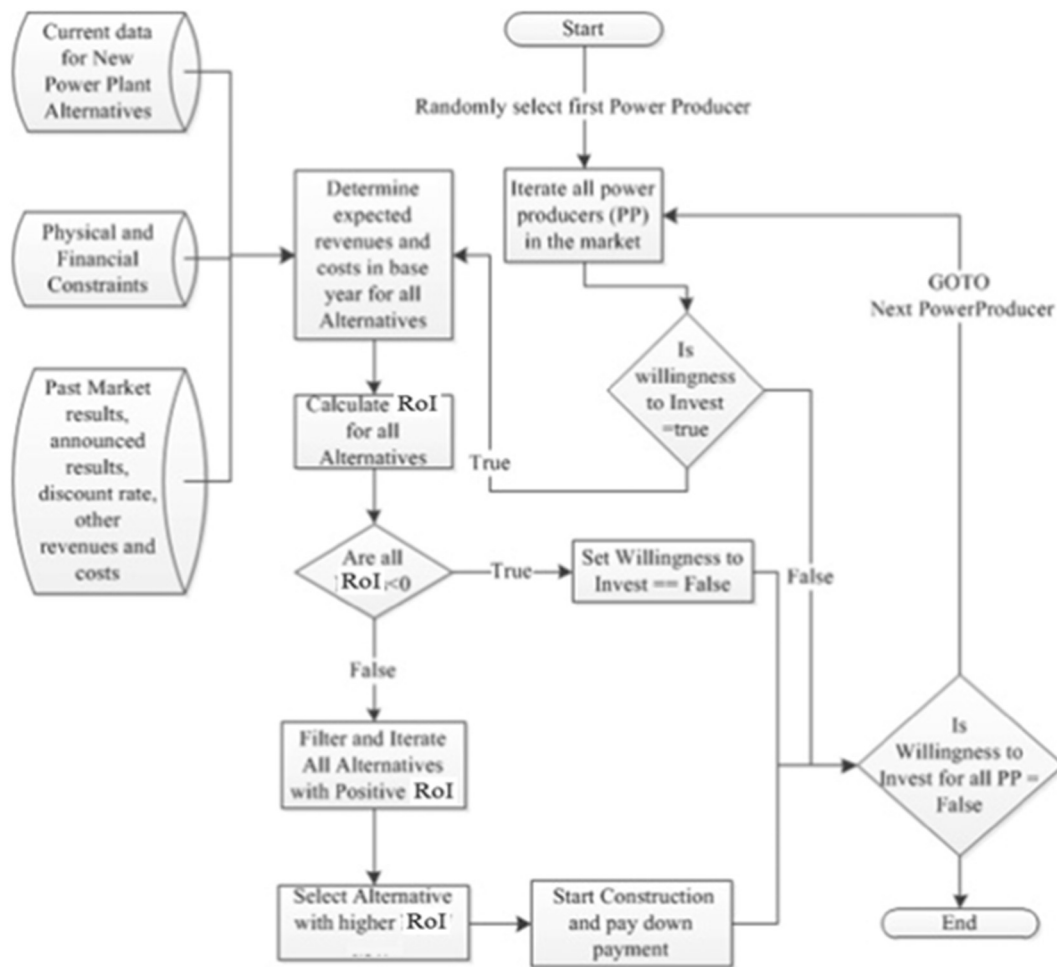 Current data
for New
Power Plant
Alternatives
Physical and
Financial
Constraints
Past Market
results,
announced
results,
discount rate,
other
revenues and
costs
Start
Randomly select first Power Producer
Iterate all power
producers (PP)
in the market
Is
willingness
to Invest
=true
True
False
Determine
expected
revenues and
costs in base
year for all
Alternatives
Calculate RoI
for all
Alternatives
Are all
RoI <0
True
False
Set Willingness to
Invest == False
Filter and Iterate
All Alternatives
with Positive RoI
Select Alternative
with higher RoI
Start Construction
and pay down
payment
GOTO
Next PowerProducer
Is
Willingness to
Invest for all PP =
False
End